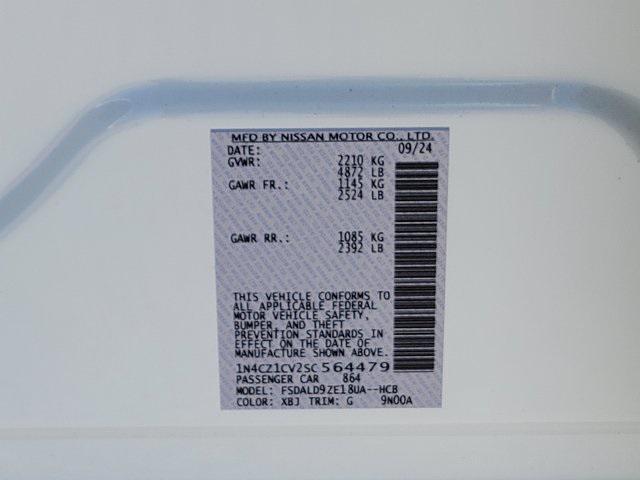 MFD BY NISSAN MOTOR CO., LTD.
DATE: 09/24
GVWR: 2210 KG
4872 LB
GAWR FR.: 1145 KG
2524 LB
GAWR RR.: 1085 KG
2392 LB
THIS VEHICLE CONFORMS TO
ALL APPLICABLE FEDERAL
MOTOR VEHICLE SAFETY,
BUMPER, AND THEFT
PREVENTION STANDARDS IN
EFFECT ON THE DATE OF
MANUFACTURE SHOWN ABOVE.
1N4CZ1CV2SC564479
PASSENGER CAR 864
MODEL: FSDALD9ZE18UA--HCB
COLOR: XBJ TRIM: G 9N00A